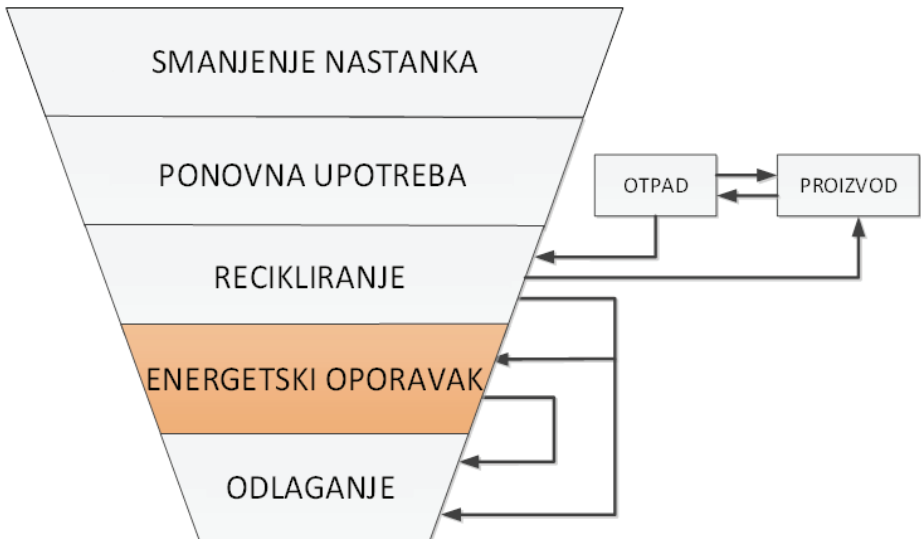 SMANJENJE NASTANKA
PONOVNA UPOTREBA
OTPAD
PROIZVOD
RECIKLIRANJE
ENERGETSKI OPORAVAK
ODLAGANJE